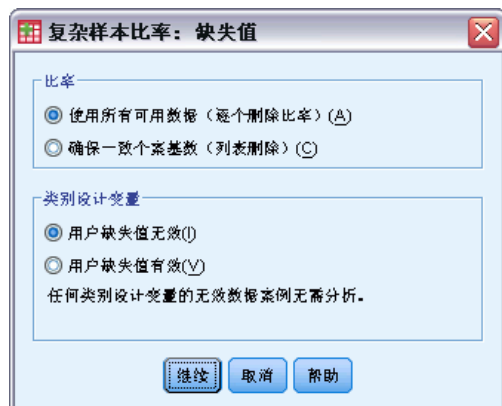 复杂样本比率: 缺失值
比率
使用所有可用数据（逐个删除比率）(A)
确保一致个案基数（列表删除）(C)
类别设计变量
用户缺失值无效(I)
用户缺失值有效(V)
任何类别设计变量的无效数据案例无需分析。
继续 取消 帮助